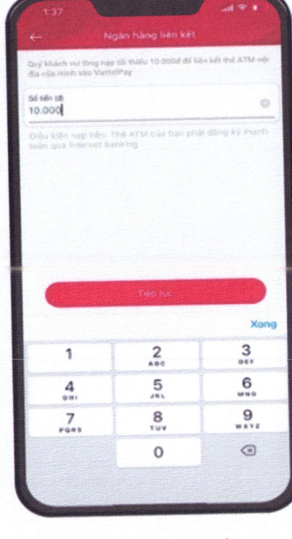 1:37
Ngân hàng liên kết
Quý khách vui lòng nạp tối thiểu 10.000đ để liên kết thẻ ATM nội
địa của mình vào ViettelPay
Số tiền (đ)
10.000
Điều kiện nạp tiền: Thẻ ATM của bạn phải đăng ký thanh
toán qua Internet banking
Tiếp tục
Xong
1 2 3
ABC DEF
4 5 6
GHI JKL MNO
7 8 9
PQRS TUV WXYZ
0